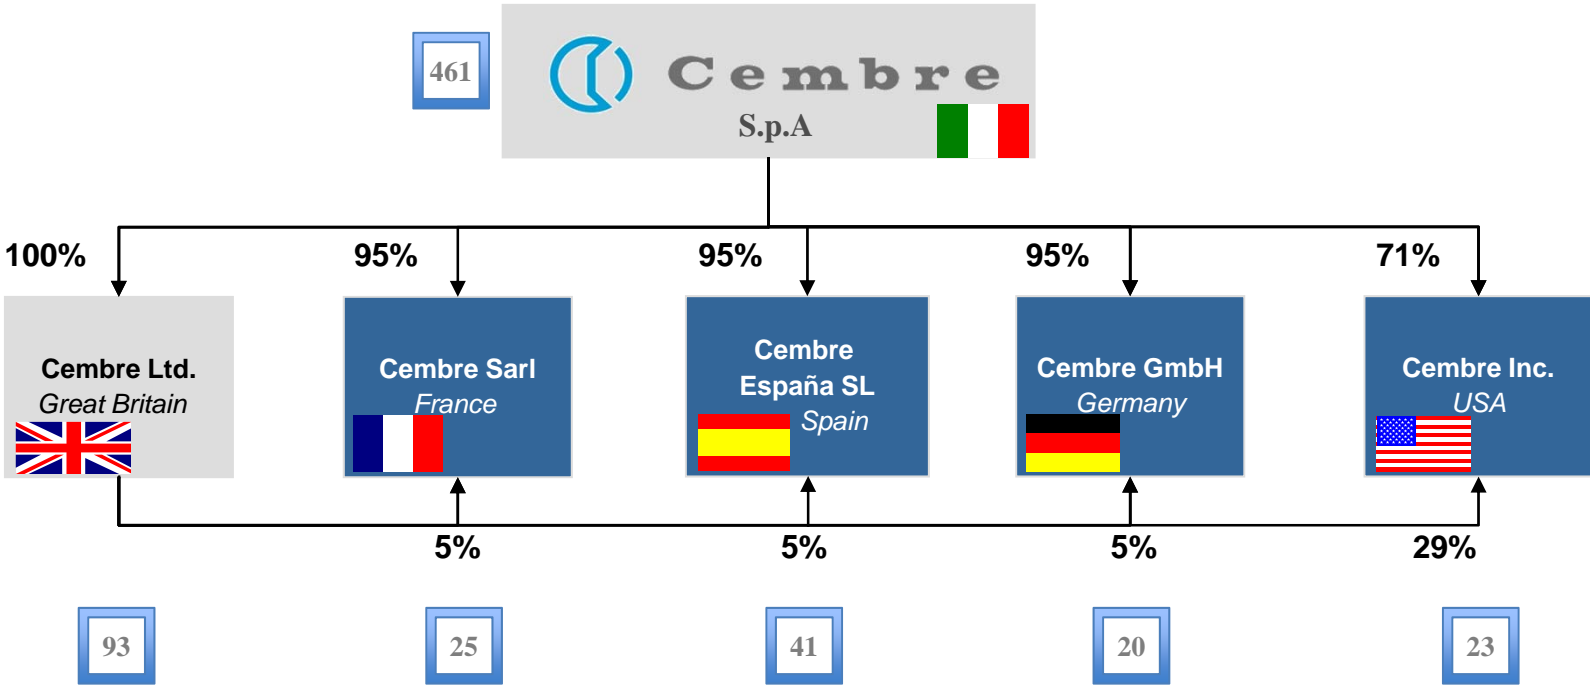 461
Cembre
S.p.A
100%
95%
95%
95%
71%
Cembre Ltd.
Great Britain
Cembre Sarl
France
Cembre
España SL
Spain
Cembre GmbH
Germany
Cembre Inc.
USA
5%
5%
5%
29%
93
25
41
20
23